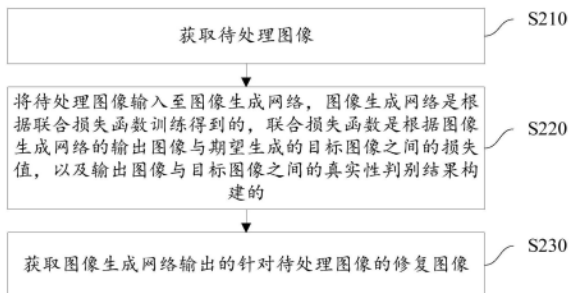 获取待处理图像
S210
将待处理图像输入至图像生成网络，图像生成网络是根
据联合损失函数训练得到的，联合损失函数是根据图像
生成网络的输出图像与期望生成的目标图像之间的损失
值，以及输出图像与目标图像之间的真实性判别结果构
建的
S220
获取图像生成网络输出的针对待处理图像的修复图像
S230